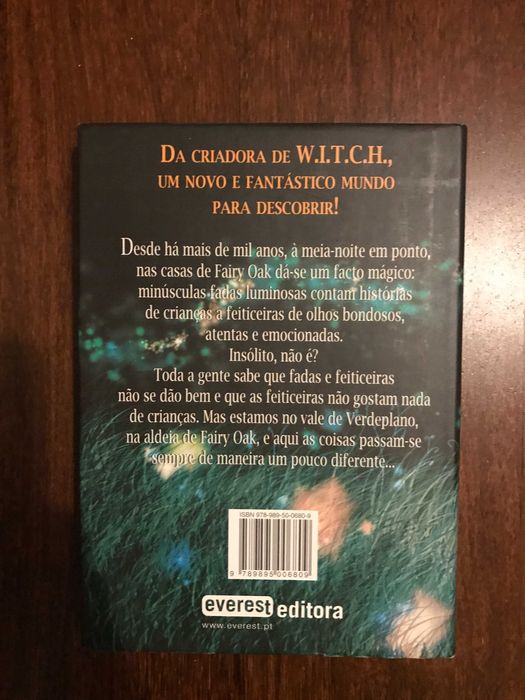 DA CRIADORA DE W.I.T.C.H.,
UM NOVO E FANTÁSTICO MUNDO
PARA DESCOBRIR!
Desde há mais de mil anos, à meia-noite em ponto,
nas casas de Fairy Oak dá-se um facto mágico:
minúsculas fadas luminosas contam histórias
de crianças a feiticeiras de olhos bondosos,
atentas e emocionadas.
Insólito, não é?
Toda a gente sabe que fadas e feiticeiras
não se dão bem e que as feiticeiras não gostam nada
de crianças. Mas estamos no vale de Verdeplano,
na aldeia de Fairy Oak, e aqui as coisas passam-se
sempre de maneira um pouco diferente...
ISBN 978-989-50-0680-9
9 789895 006809
everest editora
www.everest.pt